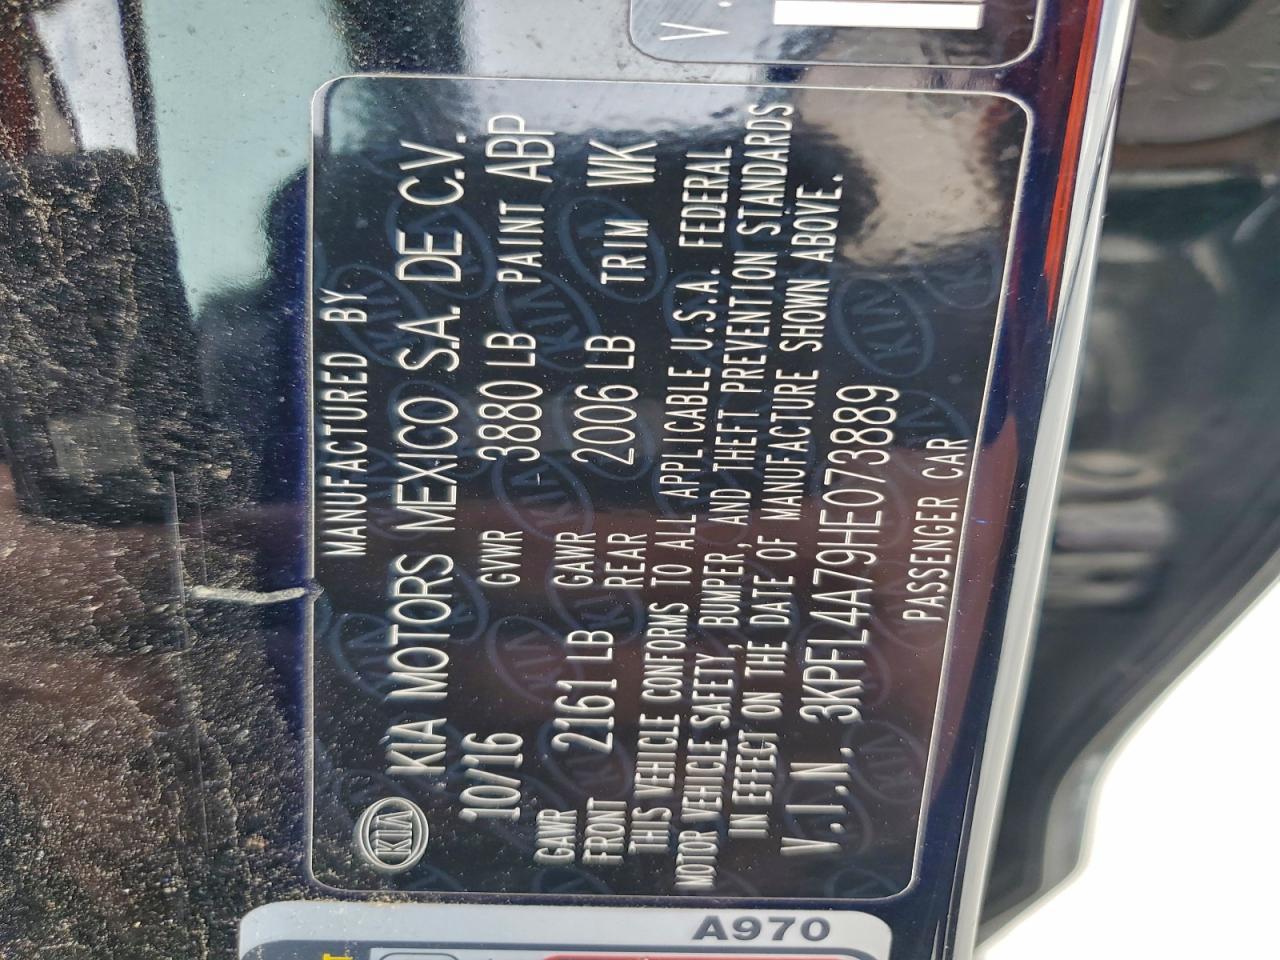 MANUFACTURED BY
KIA KIA MOTORS MEXICO S.A. DE C.V.
10/16 GVWR 3880 LB PAINT ABP
GAWR FRONT 2161 LB GAWR REAR 2006 LB TRIM WK
THIS VEHICLE CONFORMS TO ALL APPLICABLE U.S.A. FEDERAL
MOTOR VEHICLE SAFETY, BUMPER, AND THEFT PREVENTION STANDARDS
IN EFFECT ON THE DATE OF MANUFACTURE SHOWN ABOVE.
V.I.N. 3KPFL4A79HE073889
PASSENGER CAR
A970